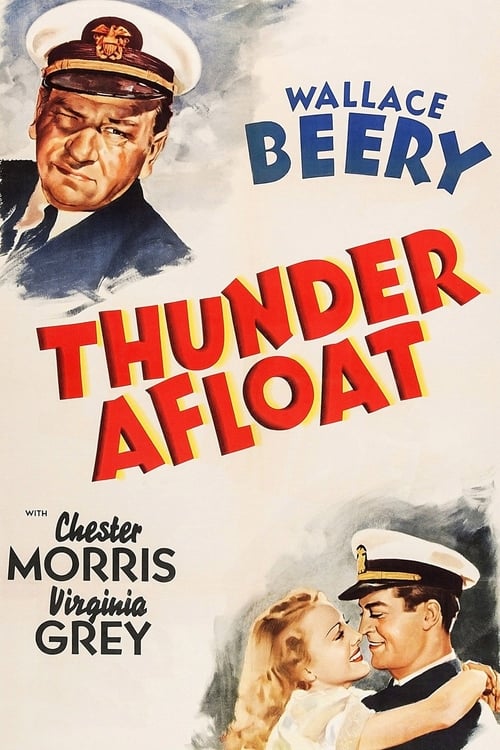 WALLACE
BEERY
THUNDER
AFLOAT
WITH
Chester
MORRIS
Virginia
GREY